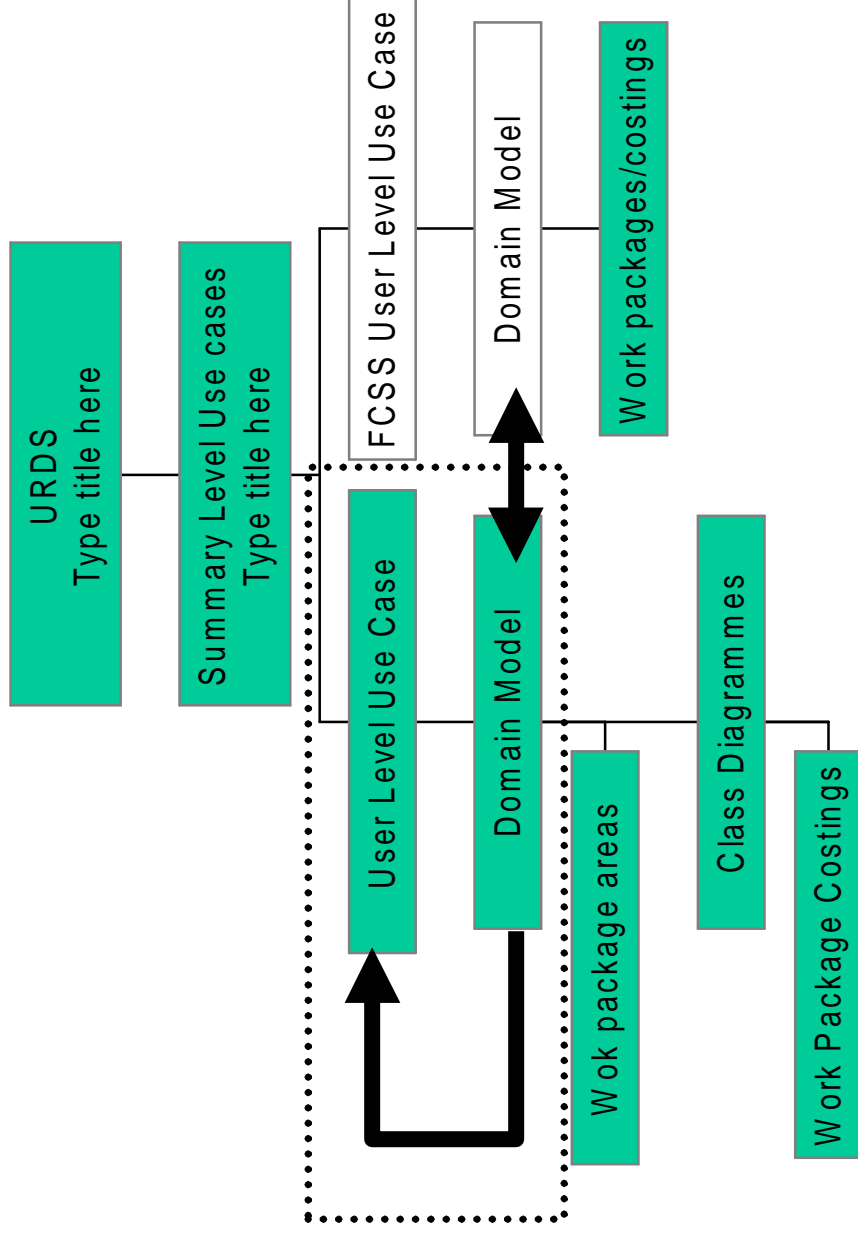 URDS
Type title here
Summary Level Use cases
Type title here
User Level Use Case
FCSS User Level Use Case
Domain Model
Domain Model
Wok package areas
Work packages/costings
Class Diagrammes
Work Package Costings